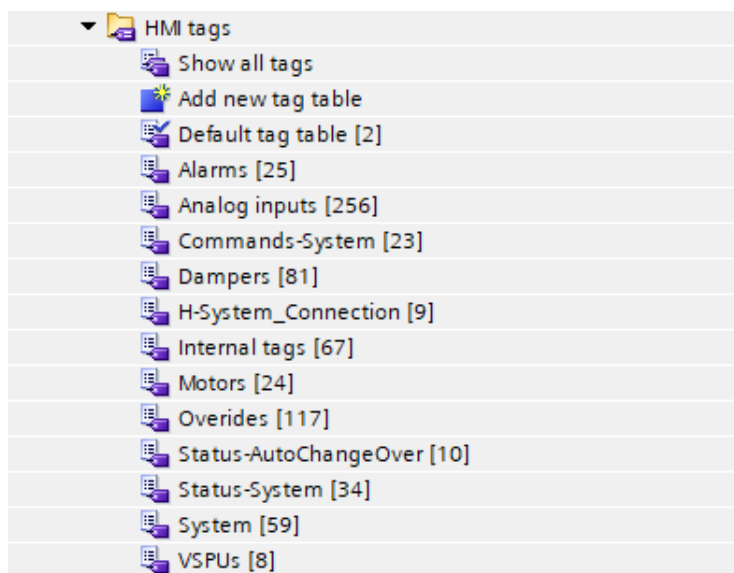 HMI tags
Show all tags
Add new tag table
Default tag table [2]
Alarms [25]
Analog inputs [256]
Commands-System [23]
Dampers [81]
H-System_Connection [9]
Internal tags [67]
Motors [24]
Overides [117]
Status-AutoChangeOver [10]
Status-System [34]
System [59]
VSPUs [8]